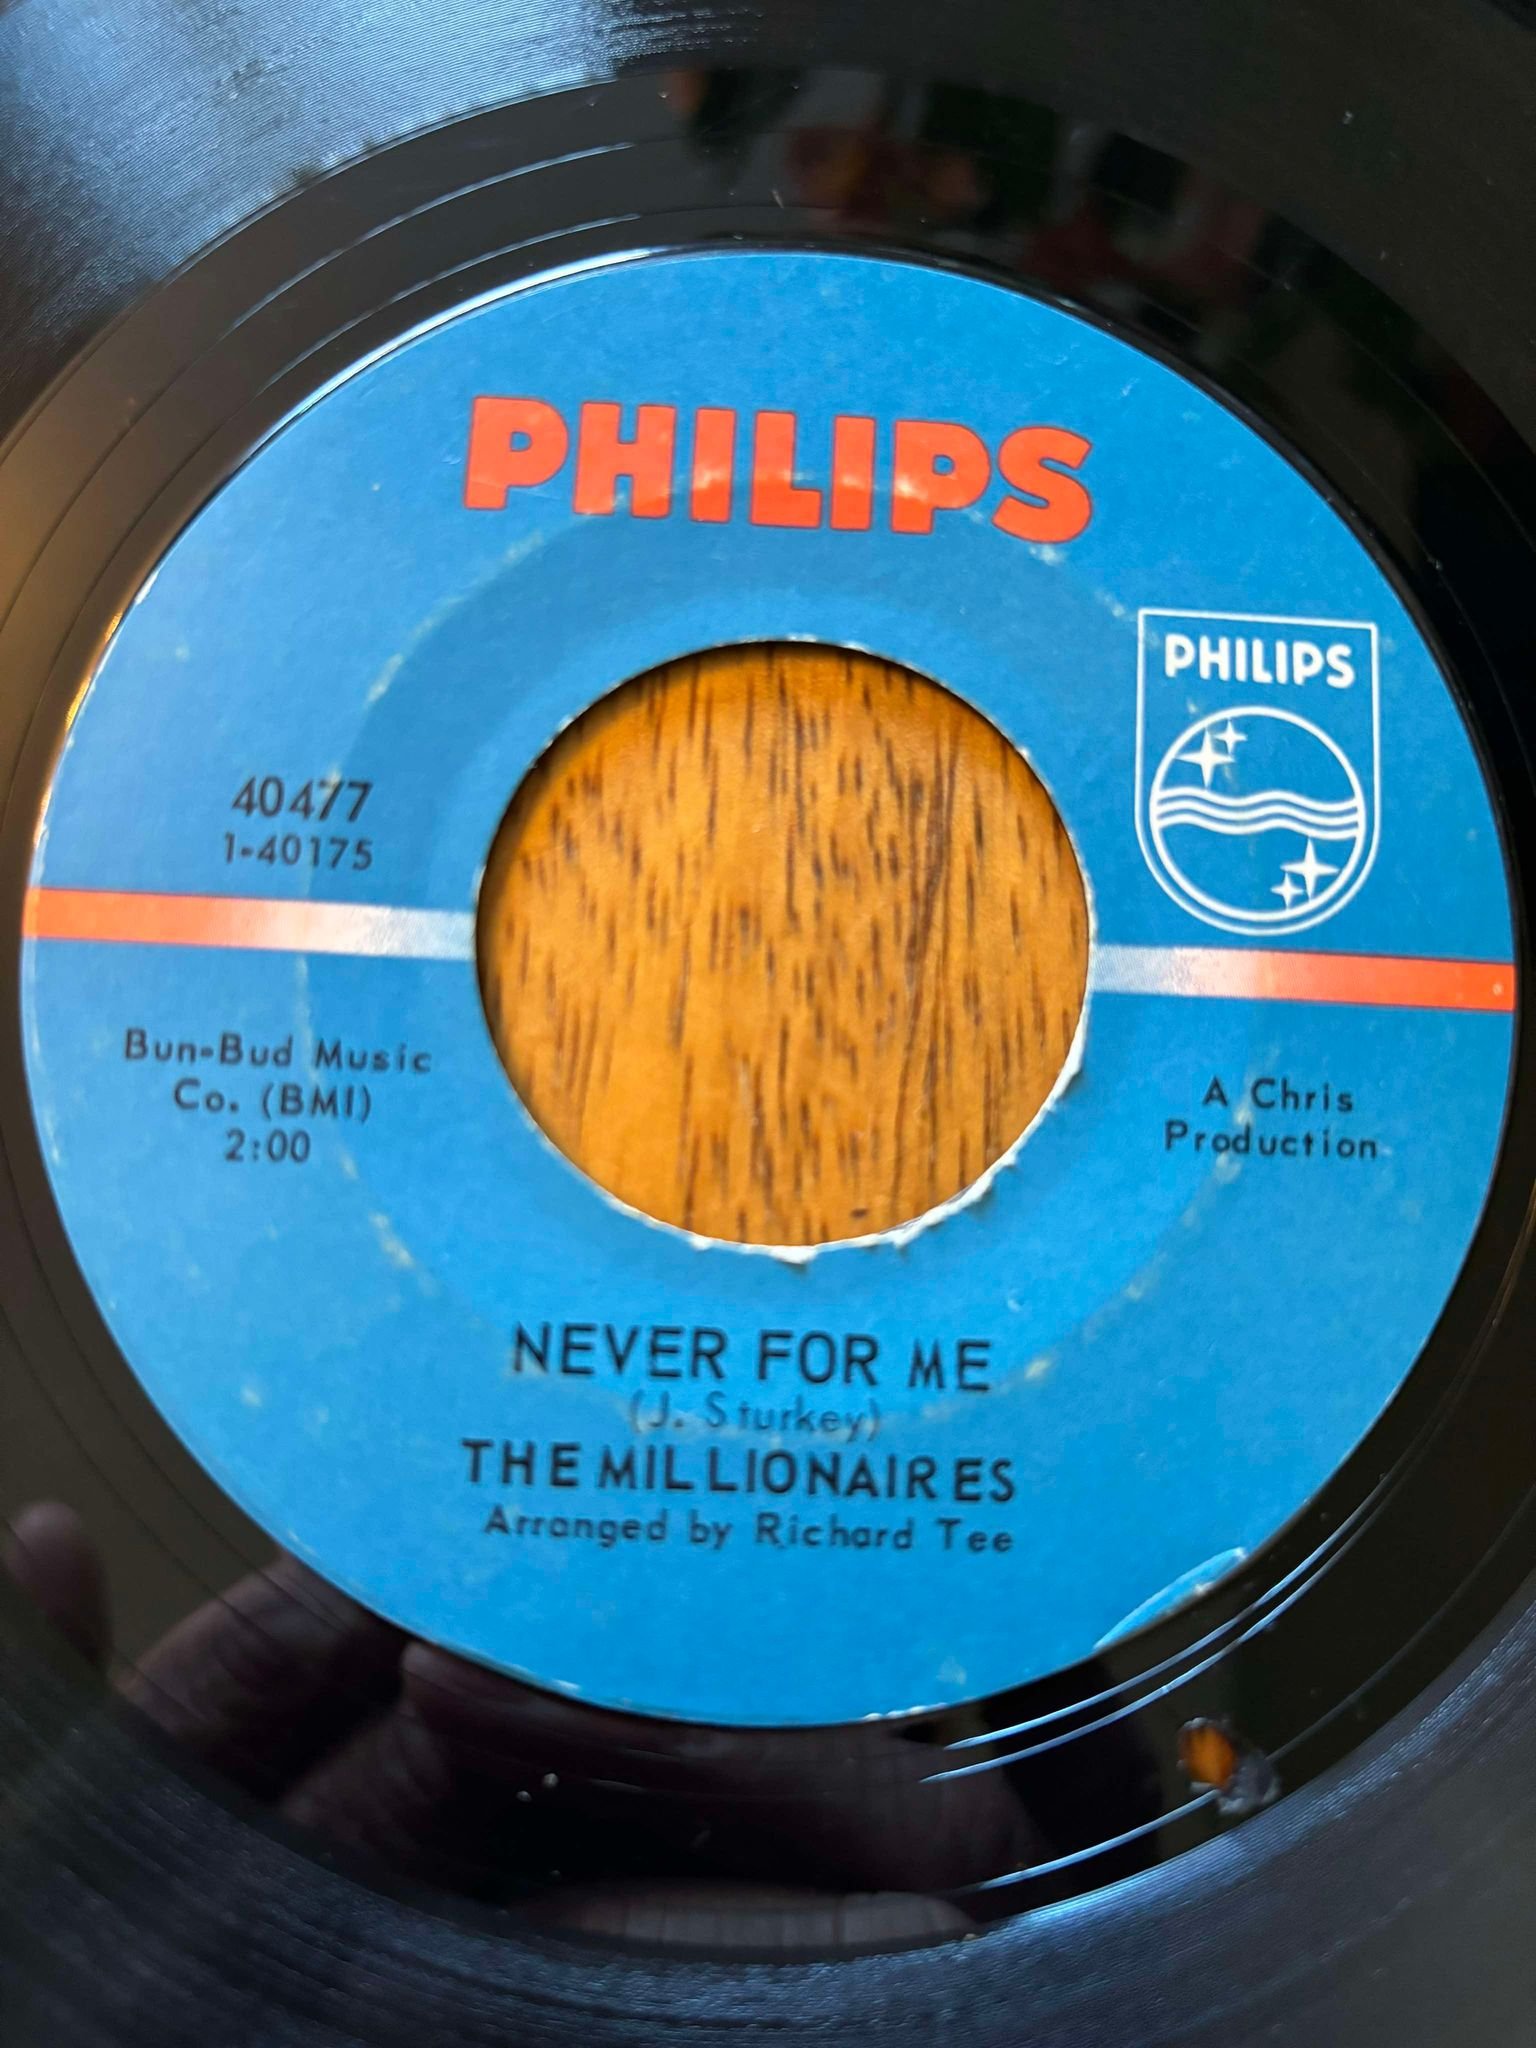 PHILIPS
PHILIPS
40477
1-40175
Bun-Bud Music
Co. (BMI)
2:00
A Chris
Production
NEVER FOR ME
(J. Sturkey)
THE MILLIONAIRES
Arranged by Richard Tee